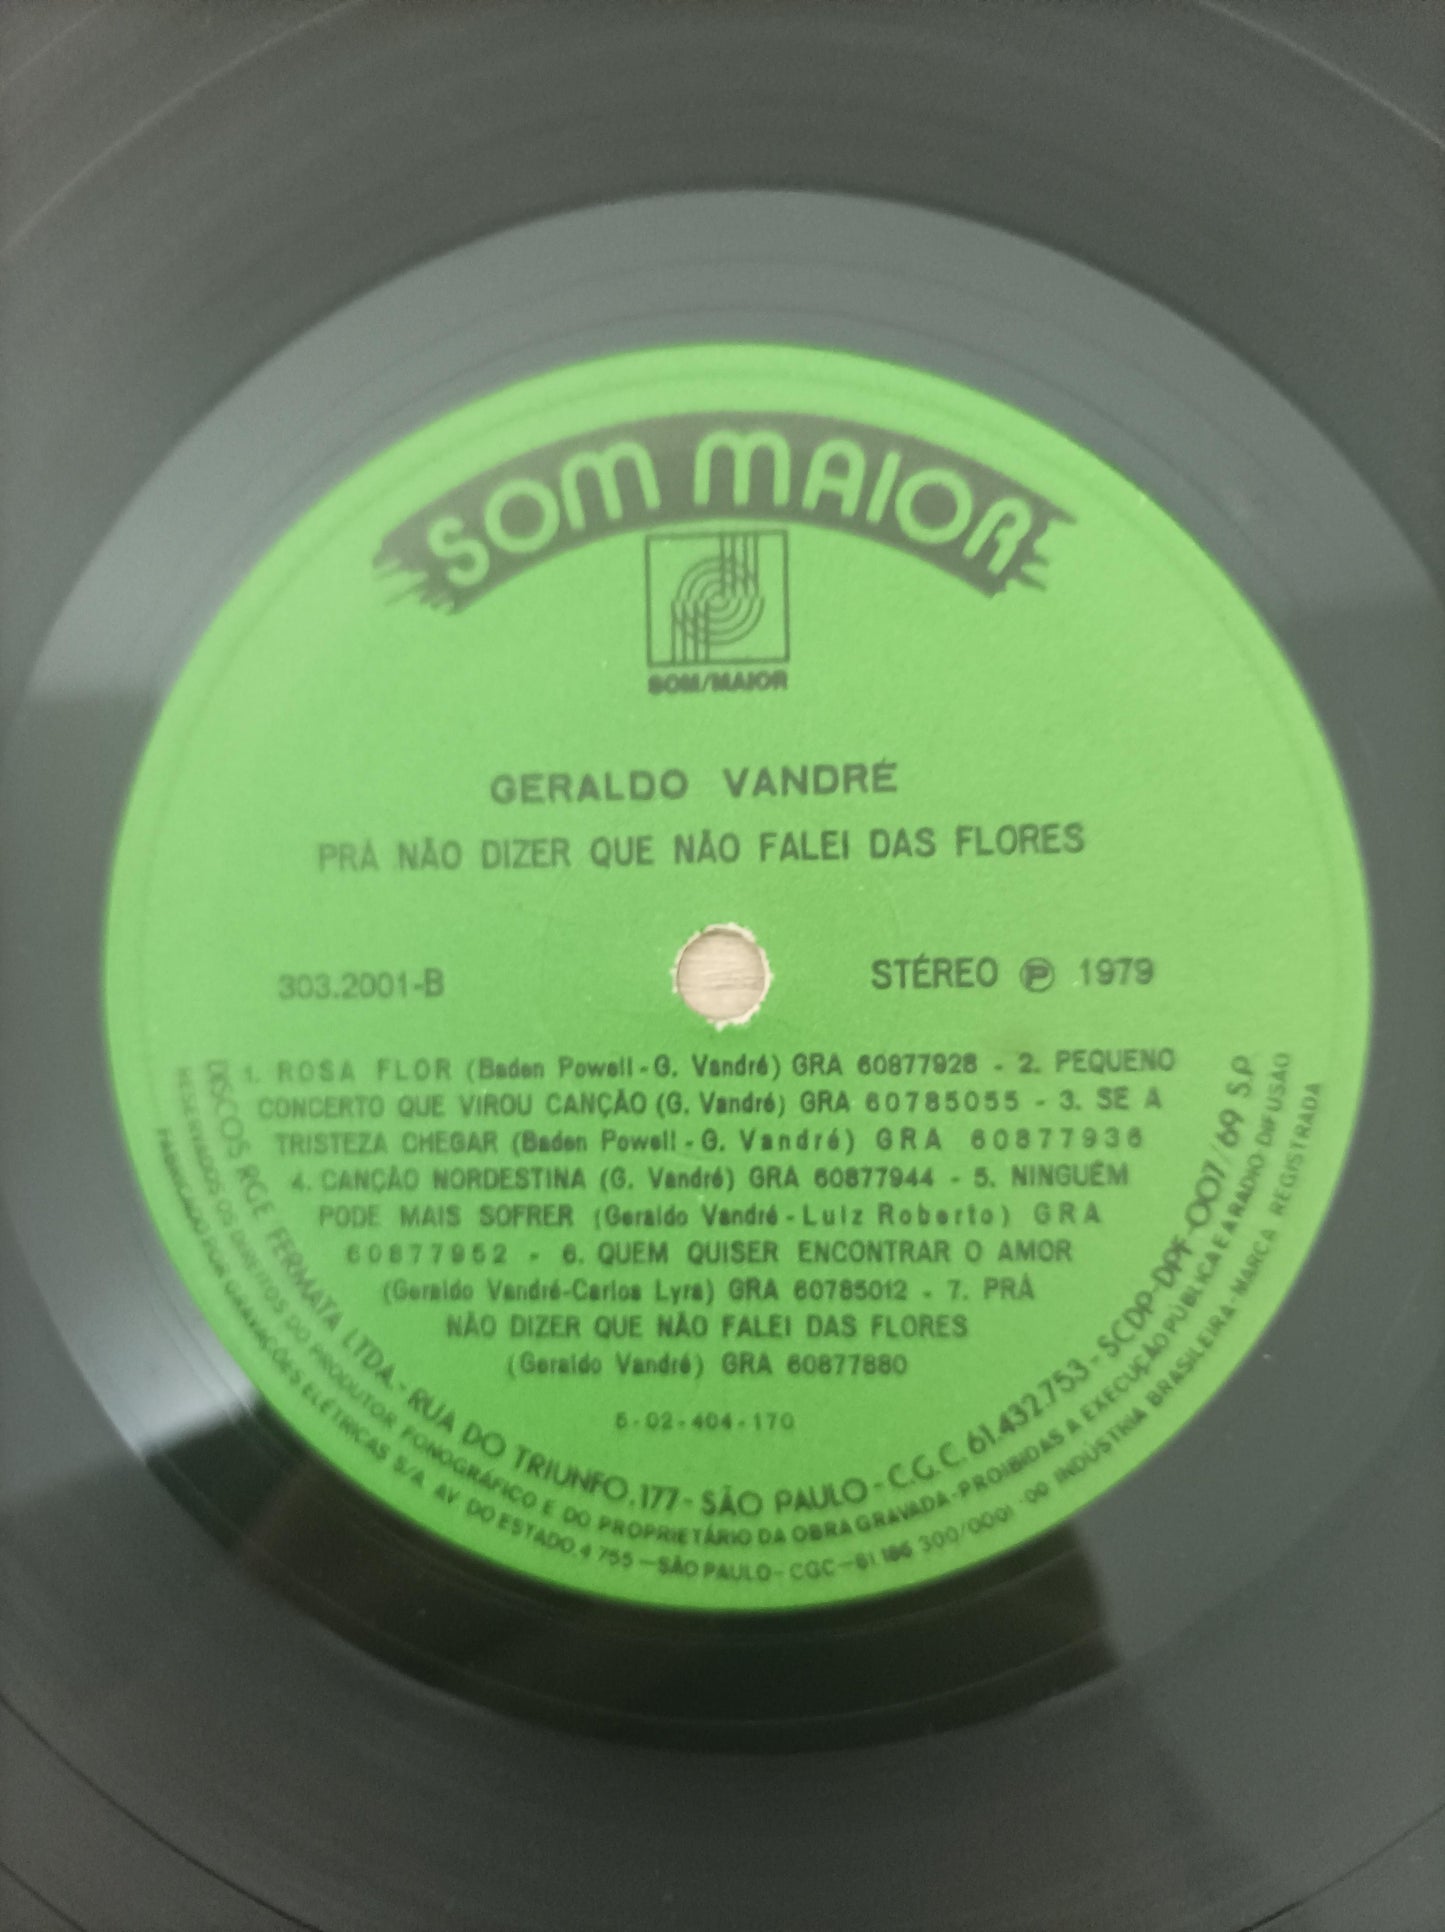 SOM MAIOR
SOM/MAIOR
GERALDO VANDRÉ
PRÁ NÃO DIZER QUE NÃO FALEI DAS FLORES
303.2001-B
STÉREO Ⓟ 1979
1. ROSA FLOR (Baden Powell - G. Vandré) GRA 60877928 - 2. PEQUENO
CONCERTO QUE VIROU CANÇÃO (G. Vandré) GRA 60785055 - 3. SE A
TRISTEZA CHEGAR (Baden Powell - G. Vandré) GRA 60877936
4. CANÇÃO NORDESTINA (G. Vandré) GRA 60877944 - 5. NINGUÉM
PODE MAIS SOFRER (Geraldo Vandré - Luiz Roberto) GRA
60877952 - 6. QUEM QUISER ENCONTRAR O AMOR
(Geraldo Vandré-Carlos Lyra) GRA 60785012 - 7. PRÁ
NÃO DIZER QUE NÃO FALEI DAS FLORES
(Geraldo Vandré) GRA 60877880
5-02-404-170
DISCOS RGE FERMATA LTDA. - RUA DO TRIUNFO, 177 - SÃO PAULO - C.G.C. 61.432.753 - SCDP-DPF-007/69 S.P.
RESERVADOS OS DIREITOS DO PRODUTOR FONOGRÁFICO E DO PROPRIETÁRIO DA OBRA GRAVADA - PROIBIDAS A EXECUÇÃO PÚBLICA E A RADIO-DIFUSÃO
FABRICADO POR GRAVAÇÕES ELÉTRICAS S/A. AV DO ESTADO, 4 755 - SÃO PAULO - CGC - 61 186 300/0001-00 INDÚSTRIA BRASILEIRA - MARCA REGISTRADA